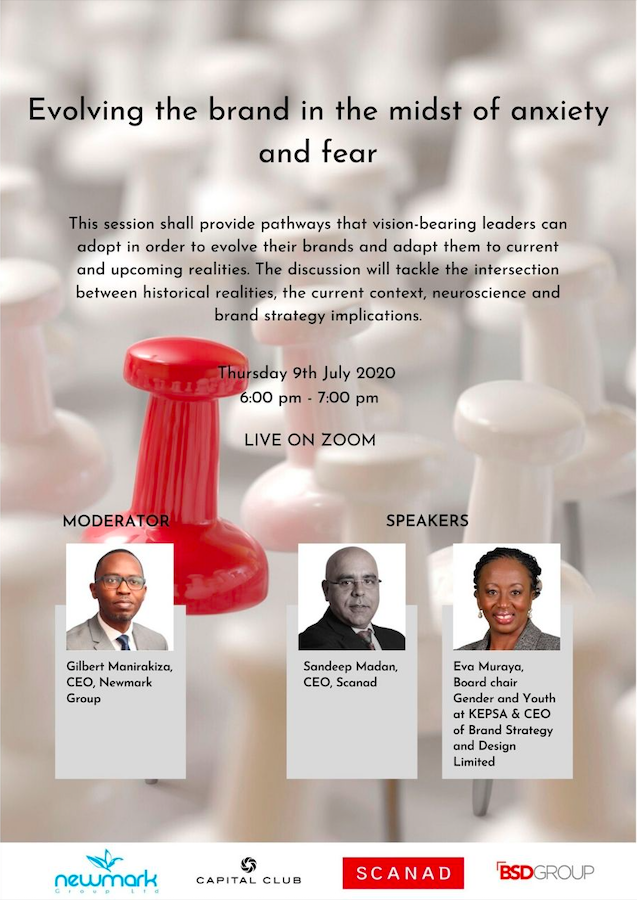 Evolving the brand in the midst of anxiety
and fear
This session shall provide pathways that vision-bearing leaders can
adopt in order to evolve their brands and adapt them to current
and upcoming realities. The discussion will tackle the intersection
between historical realities, the current context, neuroscience and
brand strategy implications.
Thursday 9th July 2020
6:00 pm - 7:00 pm
LIVE ON ZOOM
MODERATOR
Gilbert Manirakiza,
CEO, Newmark
Group
SPEAKERS
Sandeep Madan,
CEO, Scanad
Eva Muraya,
Board chair
Gender and Youth
at KEPSA & CEO
of Brand Strategy
and Design
Limited
newmark
Group Ltd
CAPITAL CLUB
SCANAD
BSDGROUP